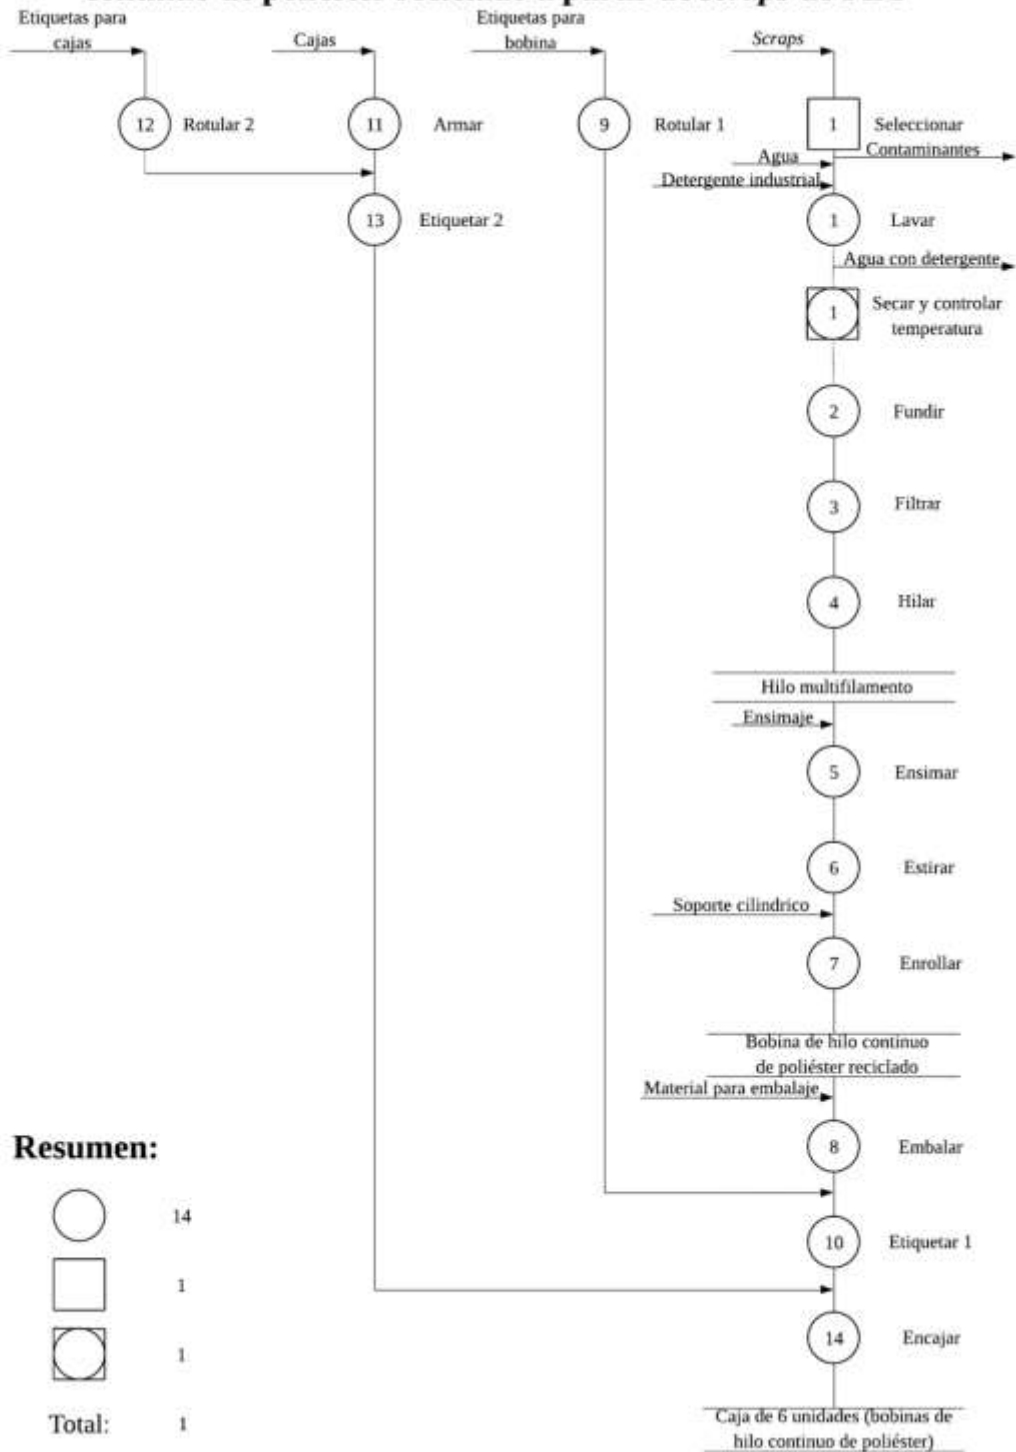 Etiquetas para
cajas
Cajas
Etiquetas para
bobina
Scraps
12
Rotular 2
11
Armar
9
Rotular 1
1
Seleccionar
Contaminantes
Agua
Detergente industrial
13
Etiquetar 2
1
Lavar
Agua con detergente
1
Secar y controlar
temperatura
2
Fundir
3
Filtrar
4
Hilar
Hilo multifilamento
Ensimaje
5
Ensimar
6
Estirar
Soporte cilindrico
7
Enrollar
Bobina de hilo continuo
de poliéster reciclado
Material para embalaje
8
Embalar
10
Etiquetar 1
14
Encajar
Caja de 6 unidades (bobinas de
hilo continuo de poliéster)
Resumen:
14
1
1
Total: 1